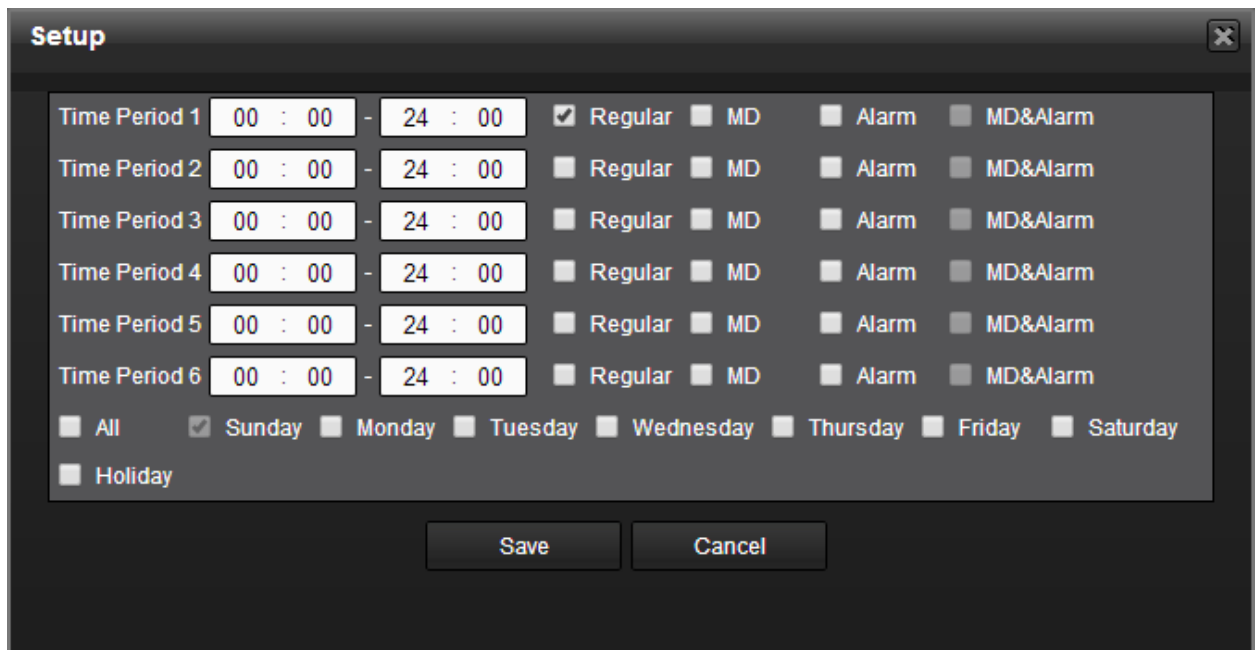 Setup
Time Period 1 00 : 00 - 24 : 00 Regular MD Alarm MD&Alarm
Time Period 2 00 : 00 - 24 : 00 Regular MD Alarm MD&Alarm
Time Period 3 00 : 00 - 24 : 00 Regular MD Alarm MD&Alarm
Time Period 4 00 : 00 - 24 : 00 Regular MD Alarm MD&Alarm
Time Period 5 00 : 00 - 24 : 00 Regular MD Alarm MD&Alarm
Time Period 6 00 : 00 - 24 : 00 Regular MD Alarm MD&Alarm
All Sunday Monday Tuesday Wednesday Thursday Friday Saturday
Holiday
Save Cancel